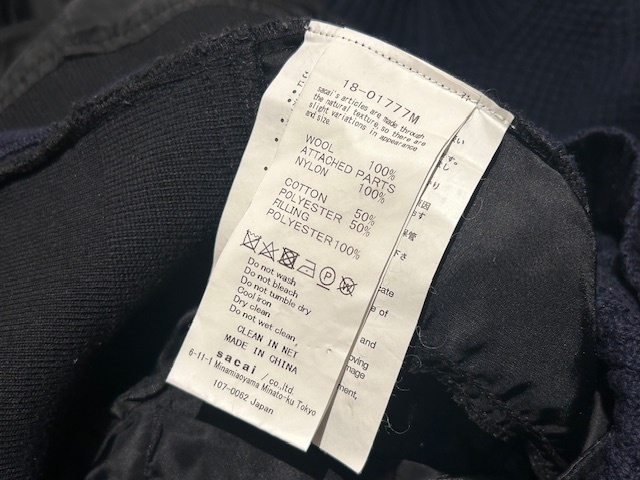 18-01777M
sacai's articles are made through
the natural texture, so there are
slight variations in appearance
and size.
WOOL 100%
ATTACHED PARTS
NYLON 100%
COTTON 50%
POLYESTER 50%
FILLING
POLYESTER 100%
P W
Do not wash
Do not bleach
Do not tumble dry
Cool iron
Dry clean
Do not wet clean
CLEAN IN NET
MADE IN CHINA
sacai / co.,ltd.
6-11-1 Minamiaoyama Minato-ku Tokyo
107-0062 Japan
of
and